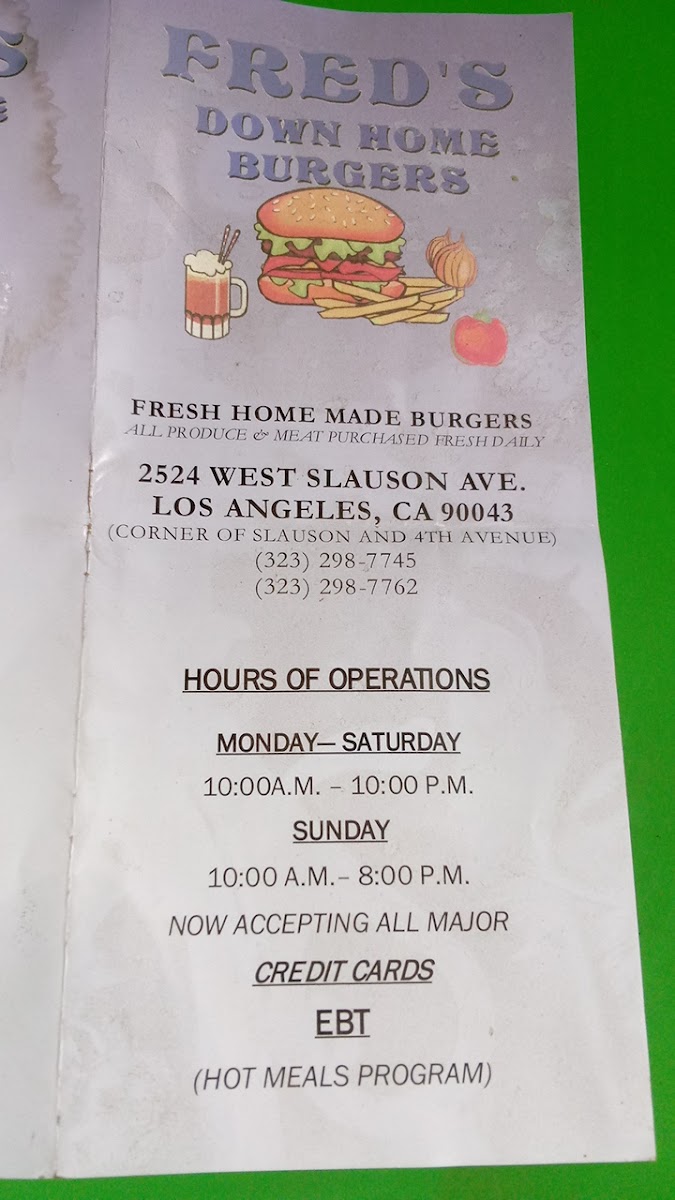 FRED'S
DOWN HOME
BURGERS
FRESH HOME MADE BURGERS
ALL PRODUCE & MEAT PURCHASED FRESH DAILY
2524 WEST SLAUSON AVE.
LOS ANGELES, CA 90043
(CORNER OF SLAUSON AND 4TH AVENUE)
(323) 298-7745
(323) 298-7762
HOURS OF OPERATIONS
MONDAY— SATURDAY
10:00A.M. – 10:00 P.M.
SUNDAY
10:00 A.M.– 8:00 P.M.
NOW ACCEPTING ALL MAJOR
CREDIT CARDS
EBT
(HOT MEALS PROGRAM)